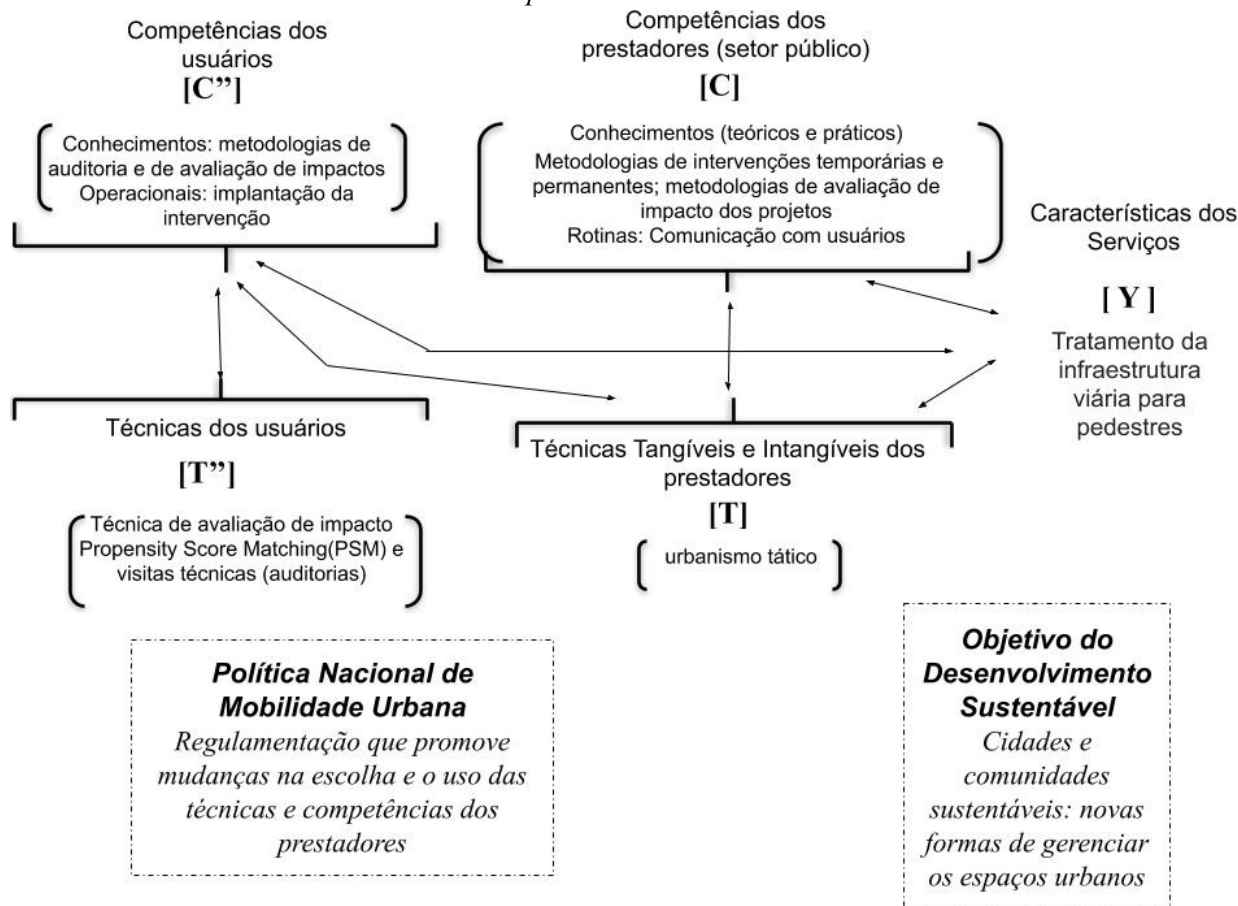 Competências dos
usuários
[C”]
Conhecimentos: metodologias de
auditoria e de avaliação de impactos
Operacionais: implantação da
intervenção
Competências dos
prestadores (setor público)
[C]
Conhecimentos (teóricos e práticos)
Metodologias de intervenções temporárias e
permanentes; metodologias de avaliação de
impacto dos projetos
Rotinas: Comunicação com usuários
Características dos
Serviços
[ Y ]
Tratamento da
infraestrutura
viária para
pedestres
Técnicas dos usuários
[T”]
Técnica de avaliação de impacto
Propensity Score Matching(PSM) e
visitas técnicas (auditorias)
Técnicas Tangíveis e Intangíveis dos
prestadores
[T]
urbanismo tático
Política Nacional de
Mobilidade Urbana
Regulamentação que promove
mudanças na escolha e o uso das
técnicas e competências dos
prestadores
Objetivo do
Desenvolvimento
Sustentável
Cidades e
comunidades
sustentáveis: novas
formas de gerenciar
os espaços urbanos